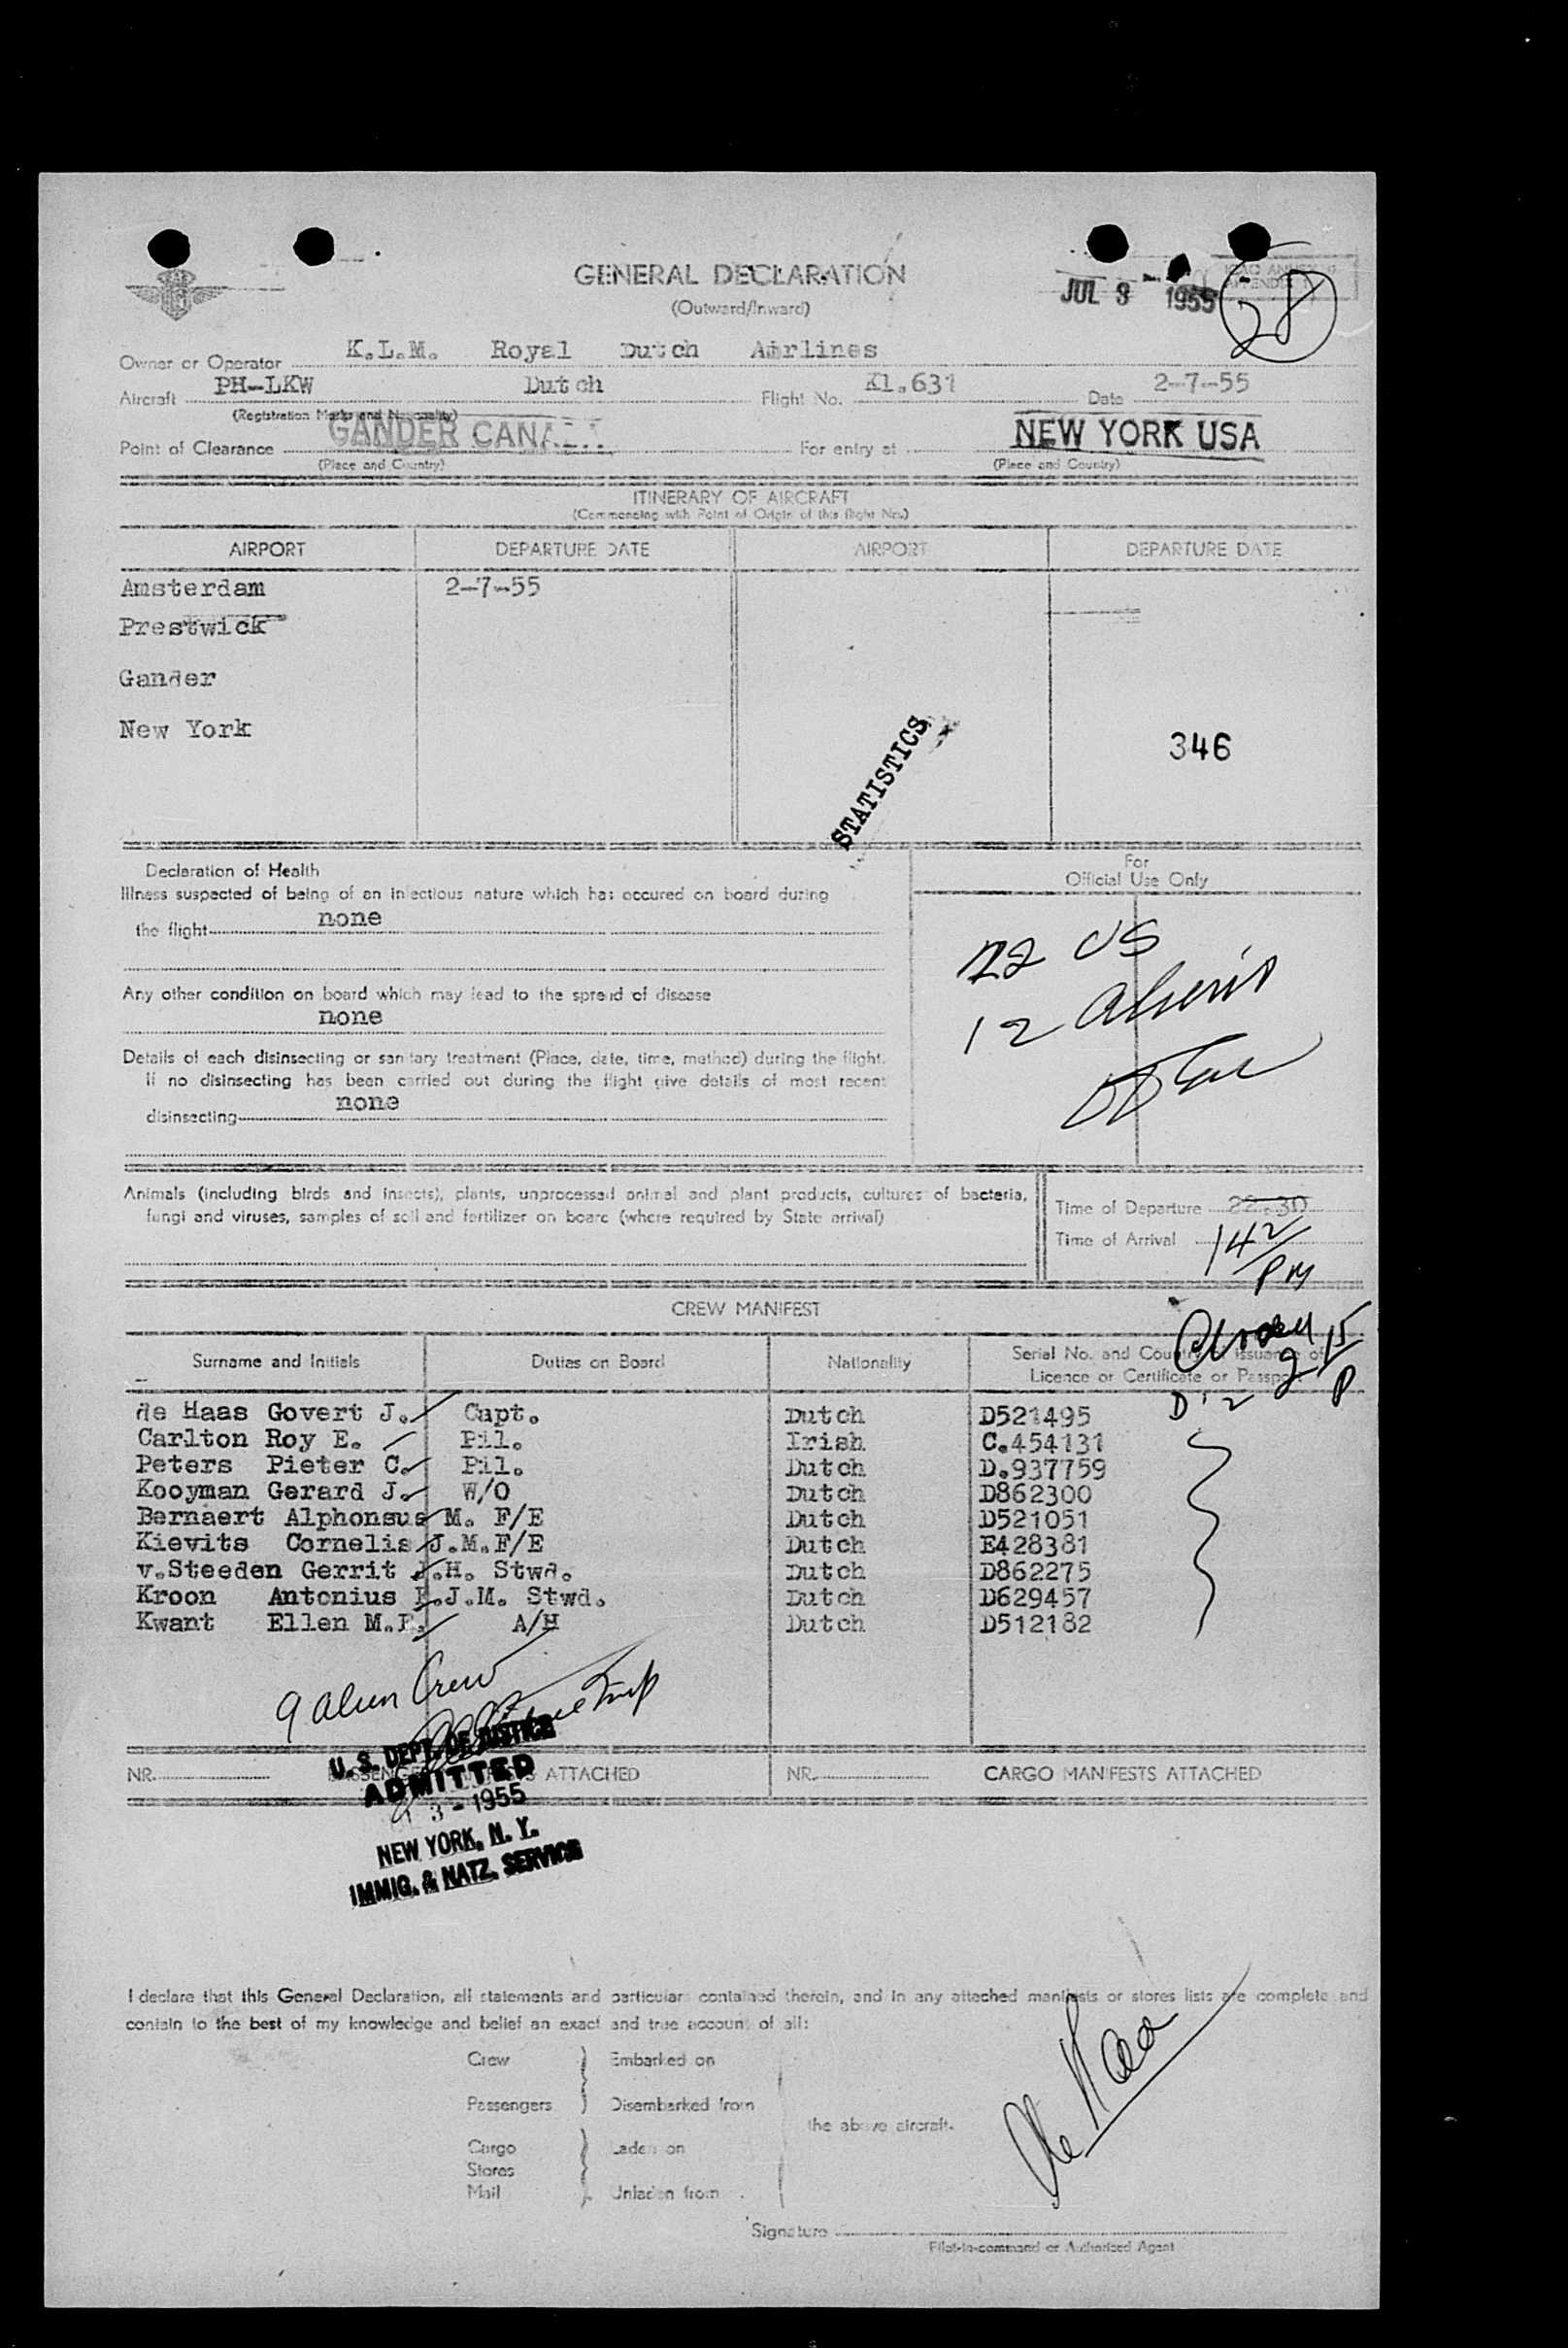 GENERAL DECLARATION
(Outward/Inward)
JUL 3 - 1955
28
Owner or Operator K.L.M. Royal Dutch Airlines
Aircraft PH-LKW Dutch Flight No. Kl.631 Date 2-7-55
(Registration Marks and Nationality)
Point of Clearance GANDER CANADA For entry at NEW YORK USA
(Place and Country) (Place and Country)
ITINERARY OF AIRCRAFT
(Commencing with Point of Origin of this flight Nos.)
AIRPORT DEPARTURE DATE AIRPORT DEPARTURE DATE
Amsterdam 2-7-55
Prestwick
Gander
New York
346
STATISTICS
Declaration of Health
Illness suspected of being of an infectious nature which has occured on board during
the flight none
Any other condition on board which may lead to the spread of disease
none
Details of each disinsecting or sanitary treatment (Place, date, time, method) during the flight.
If no disinsecting has been carried out during the flight give details of most recent
disinsecting none
For
Official Use Only
22 US
12 aliens
Animals (including birds and insects), plants, unprocessed animal and plant products, cultures of bacteria,
fungi and viruses, samples of soil and fertilizer on board (where required by State arrival)
Time of Departure 22.30
Time of Arrival 142 PM
CREW MANIFEST
Surname and Initials Duties on Board Nationality Serial No. and Country of Issuance of
Licence or Certificate or Passport
2 15 P
de Haas Govert J. Capt. Dutch D521495
Carlton Roy E. Pil. Irish C.454131
Peters Pieter C. Pil. Dutch D.937759
Kooyman Gerard J. W/O Dutch D862300
Bernaert Alphonsus M. F/E Dutch D521051
Kievits Cornelis J.M. F/E Dutch E428381
v.Steeden Gerrit J.H. Stwd. Dutch D862275
Kroon Antonius J.M. Stwd. Dutch D629457
Kwant Ellen M. A/H Dutch D512182
9 alien Crew
U. S. DEPT. OF JUSTICE
ADMITTED
3 - 1955
NEW YORK, N. Y.
IMMIG. & NATZ. SERVICE
NR. PASSENGER MANIFESTS ATTACHED NR. CARGO MANIFESTS ATTACHED
I declare that this General Declaration, all statements and particulars contained therein, and in any attached manifests or stores lists are complete and
contain to the best of my knowledge and belief an exact and true account of all:
Crew Embarked on
Passengers Disembarked from
the above aircraft.
Cargo Laden on
Stores
Mail Unladen from
de Haas
Signature
Pilot-in-command or Authorized Agent